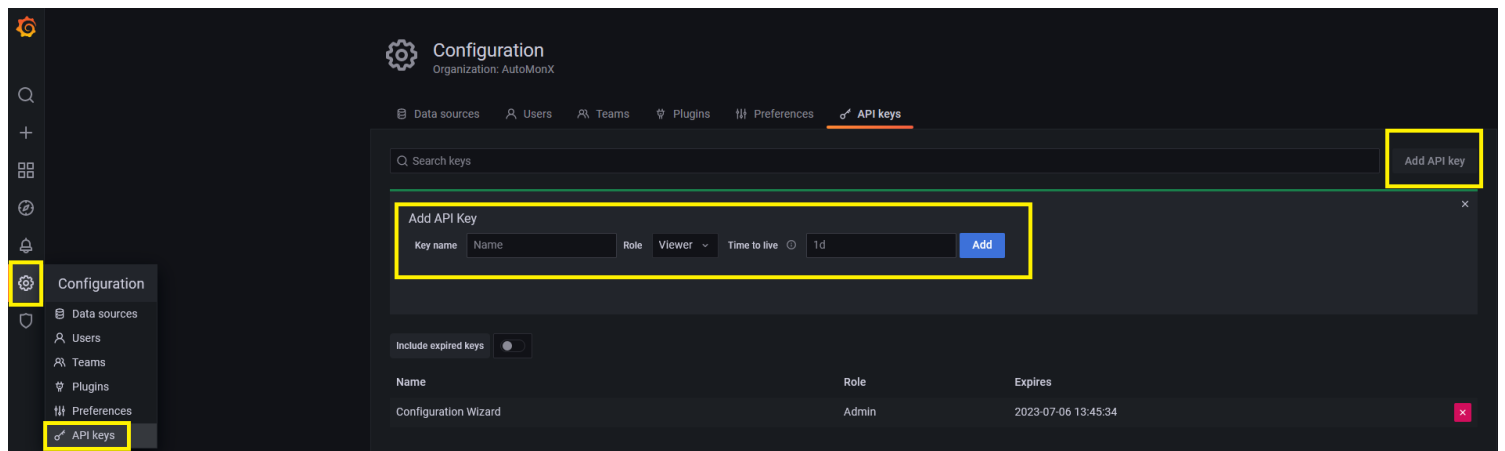 Configuration
Organization: AutoMonX
Data sources Users Teams Plugins Preferences API keys
Search keys Add API key
Add API Key
Key name Name Role Viewer Time to live 1d Add
Configuration
Data sources
Users
Teams
Plugins
Preferences
API keys
Include expired keys
Name Role Expires
Configuration Wizard Admin 2023-07-06 13:45:34